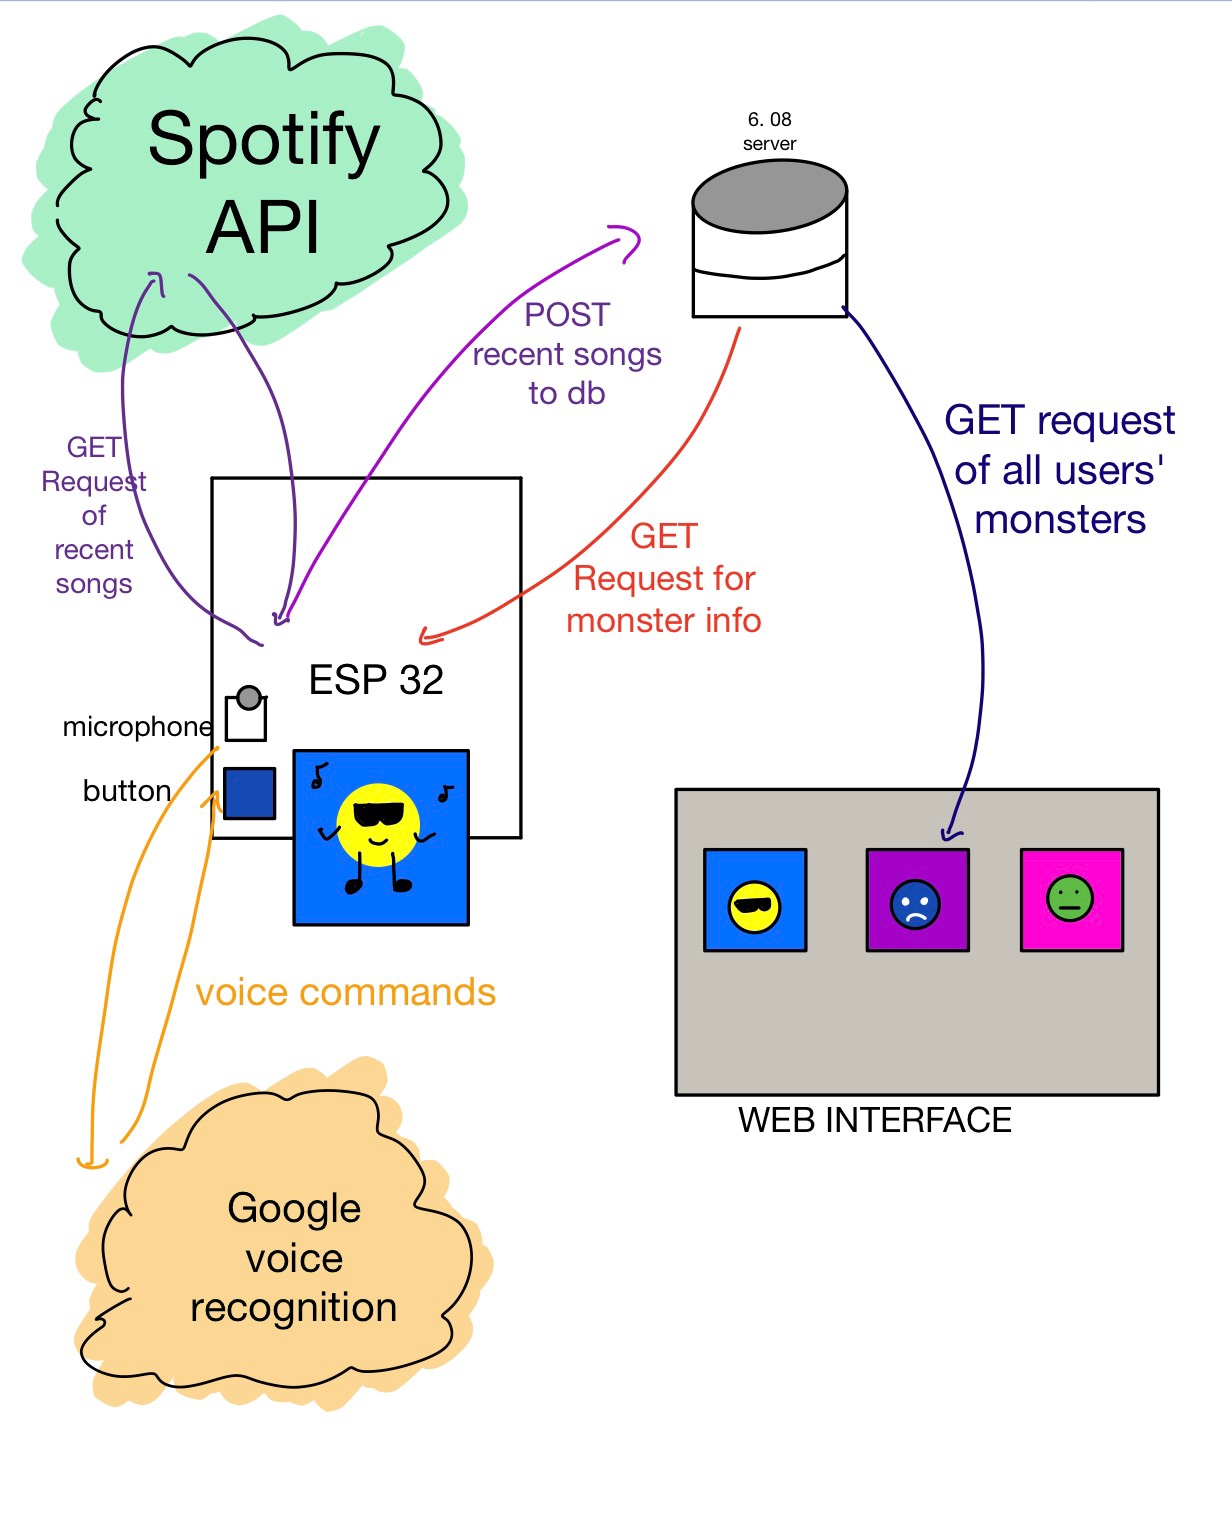 Spotify
API
6. 08
server
POST
recent songs
to db
GET request
of all users'
monsters
GET
Request
of
recent
songs
GET
Request for
monster info
ESP 32
microphone
button
voice commands
WEB INTERFACE
Google
voice
recognition